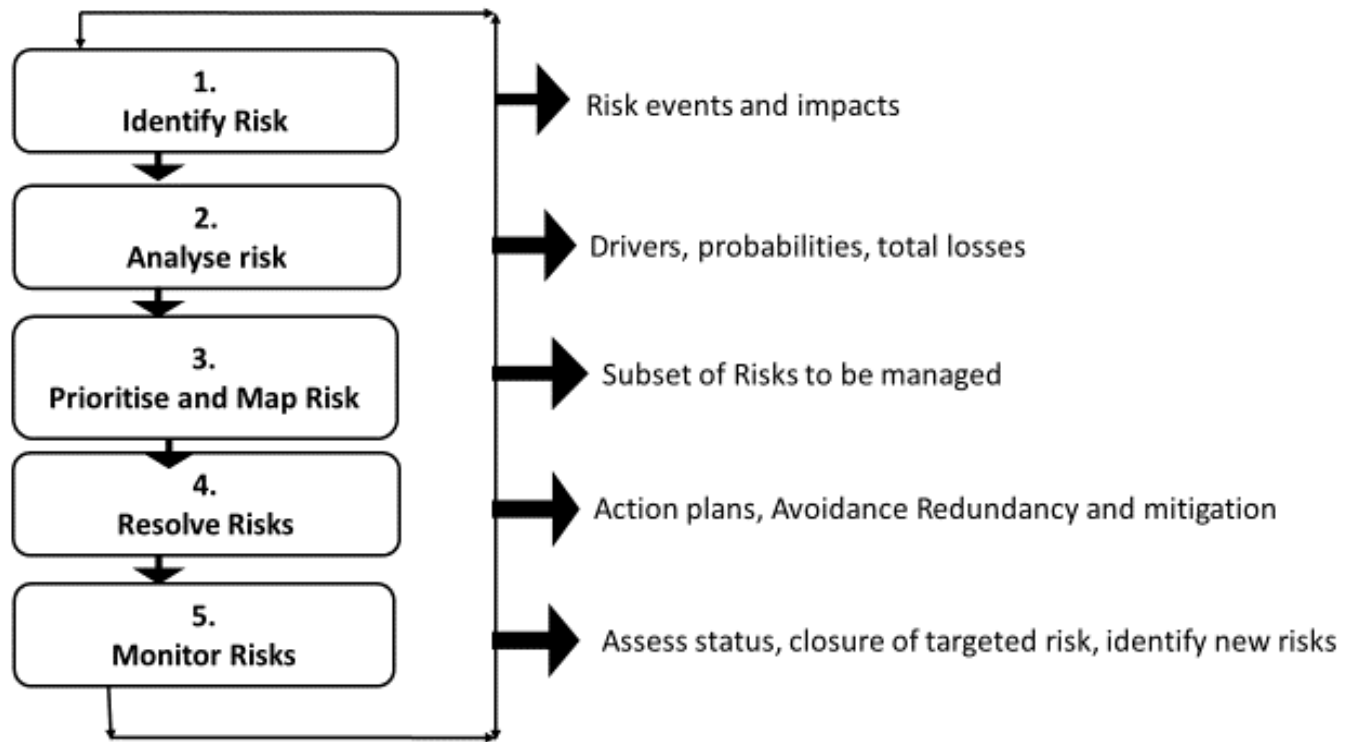 1.
Identify Risk
Risk events and impacts
2.
Analyse risk
Drivers, probabilities, total losses
3.
Prioritise and Map Risk
Subset of Risks to be managed
4.
Resolve Risks
Action plans, Avoidance Redundancy and mitigation
5.
Monitor Risks
Assess status, closure of targeted risk, identify new risks